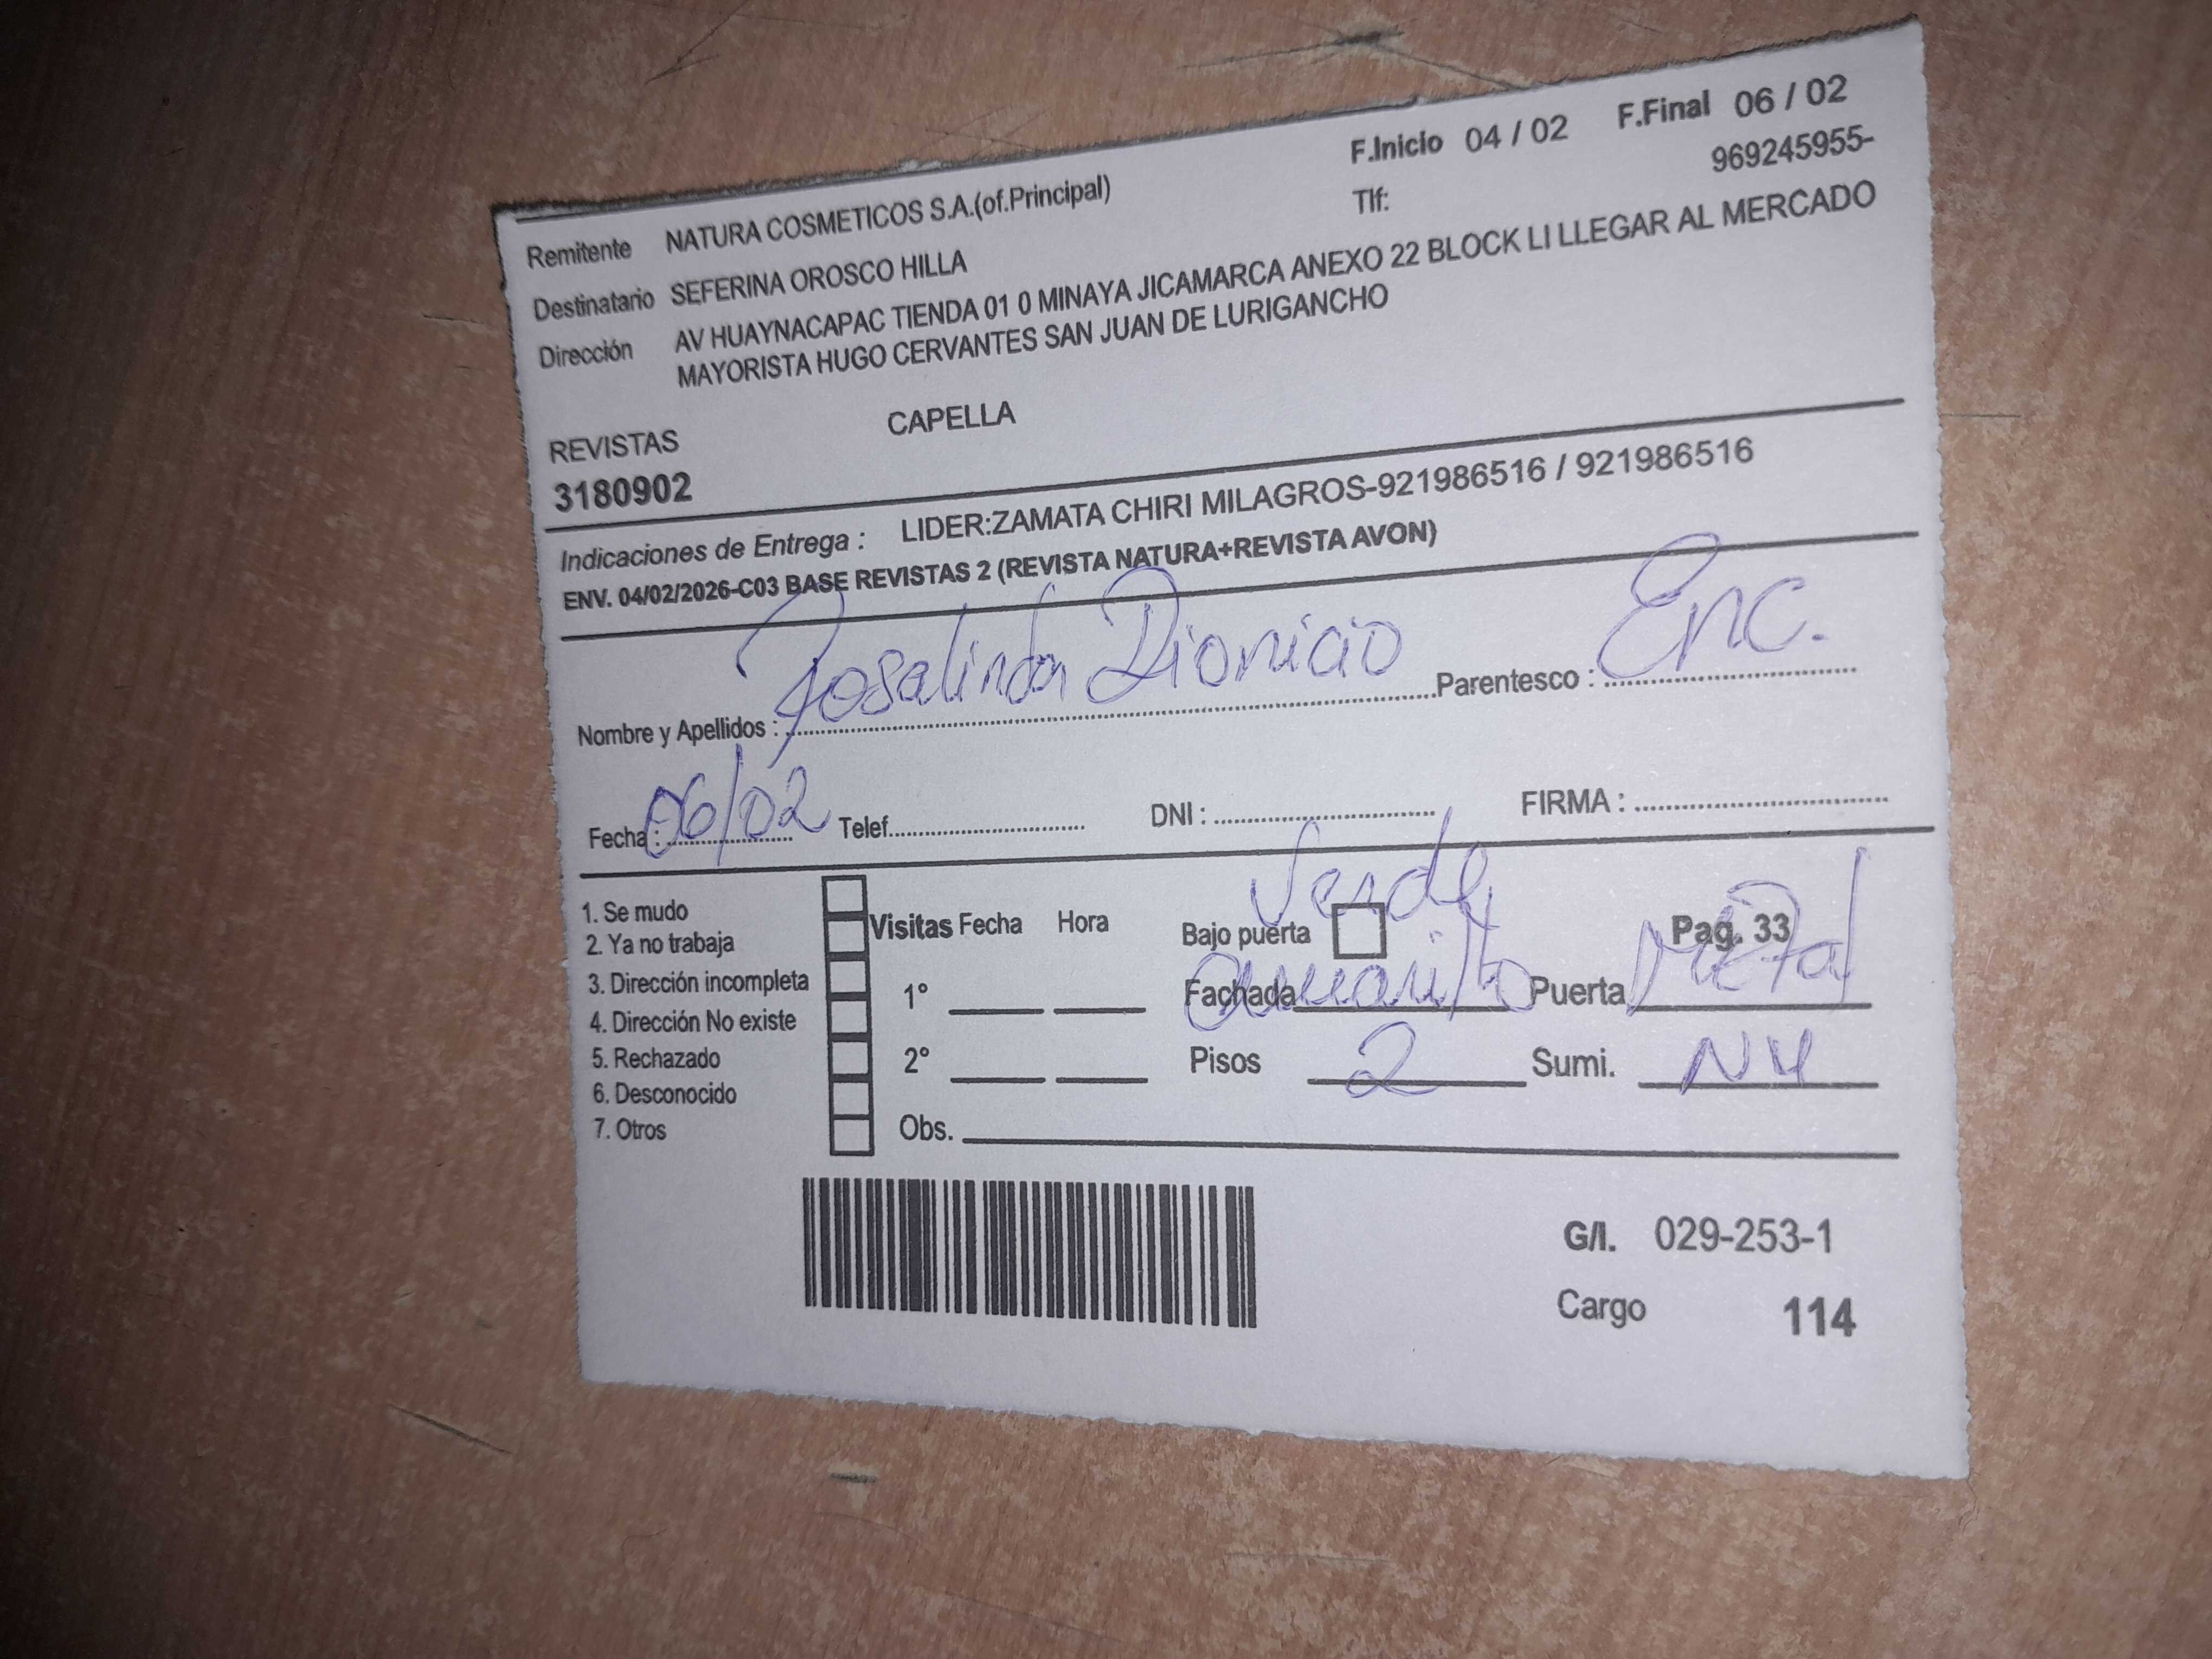 F.Inicio 04 / 02 F.Final 06 / 02
Remitente NATURA COSMETICOS S.A.(of.Principal) Tlf: 969245955-
Destinatario SEFERINA OROSCO HILLA
Dirección AV HUAYNACAPAC TIENDA 01 0 MINAYA JICAMARCA ANEXO 22 BLOCK LI LLEGAR AL MERCADO
MAYORISTA HUGO CERVANTES SAN JUAN DE LURIGANCHO
REVISTAS CAPELLA
3180902
Indicaciones de Entrega : LIDER:ZAMATA CHIRI MILAGROS-921986516 / 921986516
ENV. 04/02/2026-C03 BASE REVISTAS 2 (REVISTA NATURA+REVISTA AVON)
Nombre y Apellidos : Rosalinda Dionicio Parentesco : Enc.
Fecha : 06/02 Telef. DNI : FIRMA :
Verde
1. Se mudo
2. Ya no trabaja
3. Dirección incompleta
4. Dirección No existe
5. Rechazado
6. Desconocido
7. Otros
Visitas Fecha Hora
1°
2°
Obs.
Bajo puerta Pag. 33
Fachada Amarillo Puerta Metal
Pisos 2 Sumi.
G/I. 029-253-1
Cargo 114